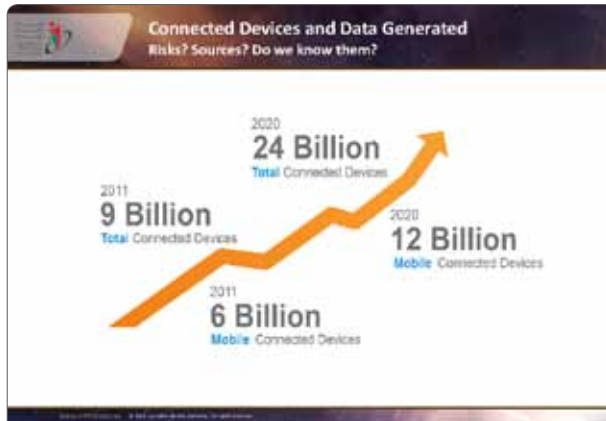 Connected Devices and Data Generated
Risks? Sources? Do we know them?
2020
24 Billion
Total Connected Devices
2011
9 Billion
Total Connected Devices
2020
12 Billion
Mobile Connected Devices
2011
6 Billion
Mobile Connected Devices